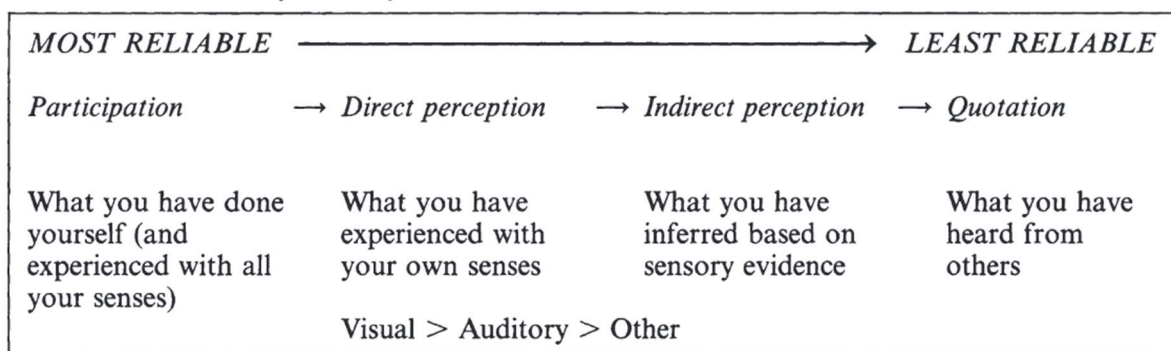 MOST RELIABLE → LEAST RELIABLE
Participation → Direct perception → Indirect perception → Quotation
What you have done yourself (and experienced with all your senses)
What you have experienced with your own senses
Visual > Auditory > Other
What you have inferred based on sensory evidence
What you have heard from others